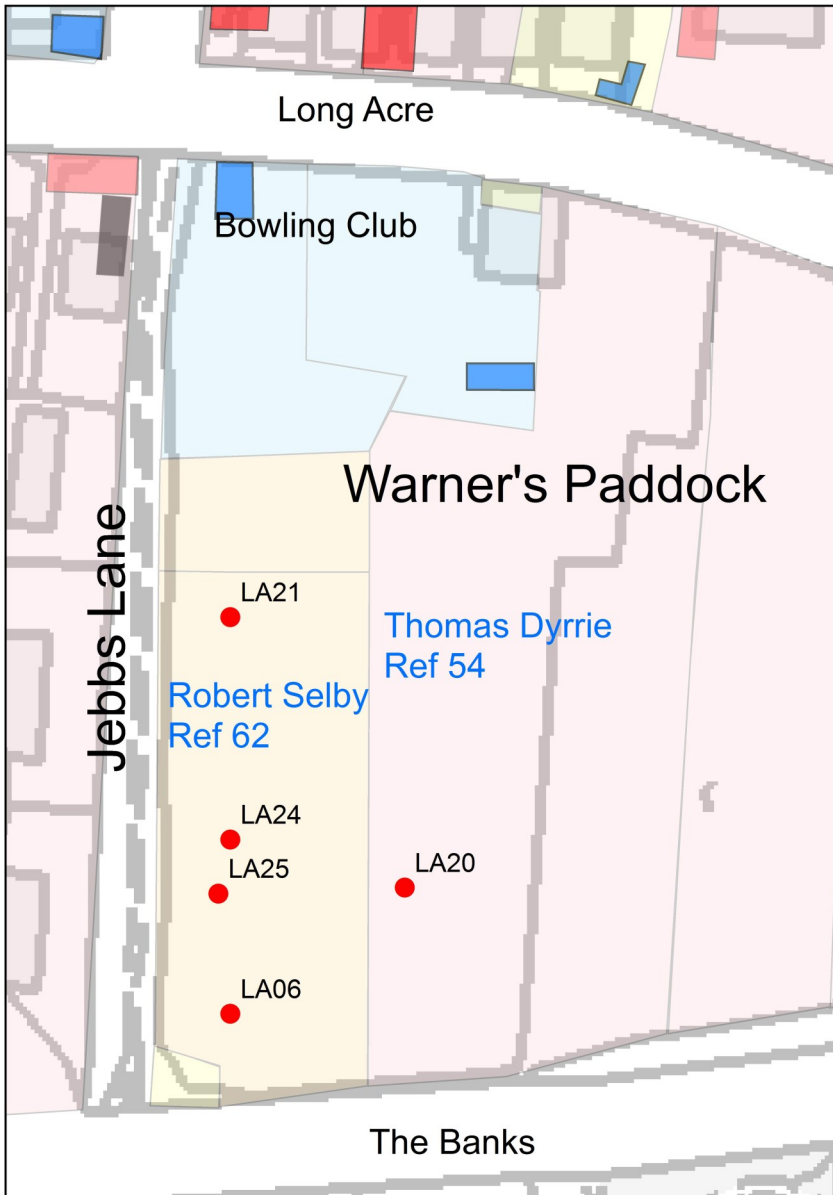 Long Acre
Bowling Club
Warner's Paddock
Jebbs Lane
LA21
Thomas Dyrrie
Ref 54
Robert Selby
Ref 62
LA24
LA25
LA20
LA06
The Banks